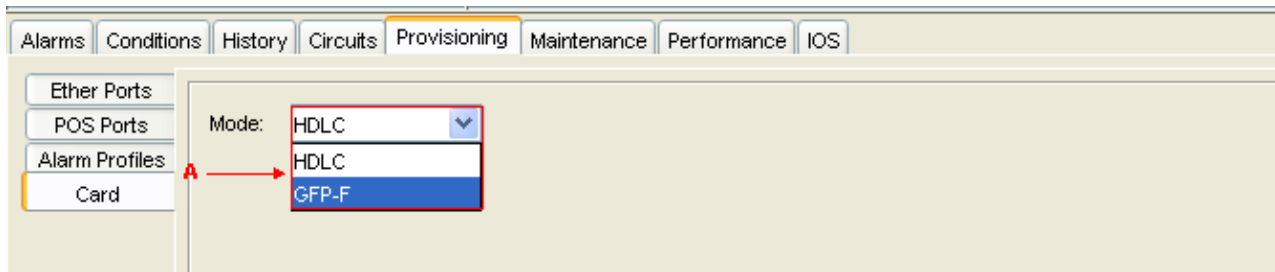 Alarms Conditions History Circuits Provisioning Maintenance Performance IOS
Ether Ports
POS Ports
Alarm Profiles
Card
Mode: HDLC
HDLC
A
GFP-F